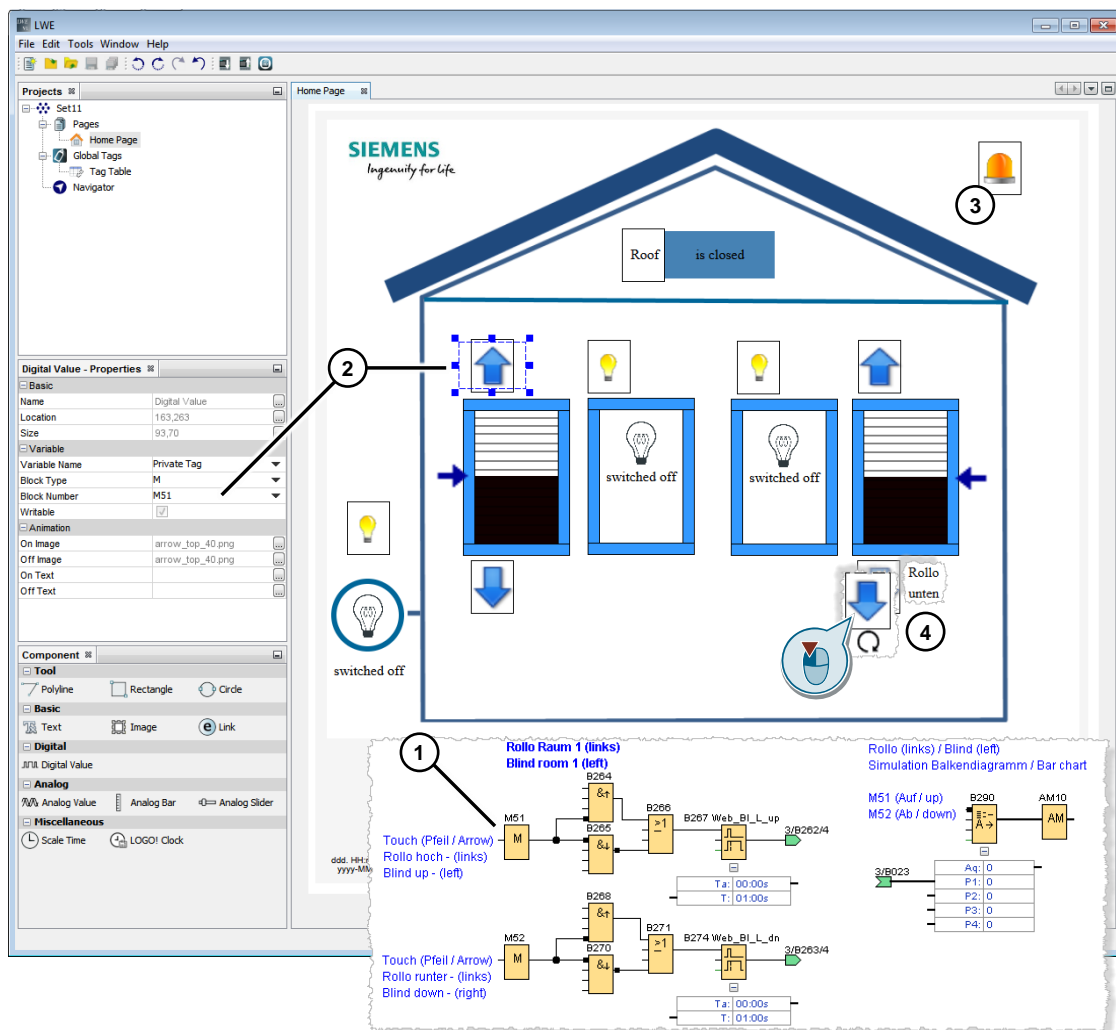 LWE
File Edit Tools Window Help
Projects
Set11
Pages
Home Page
Global Tags
Tag Table
Navigator
Digital Value - Properties
Basic
Name Digital Value
Location 163,263
Size 93,70
Variable
Variable Name Private Tag
Block Type M
Block Number M51
Writable
Animation
On Image arrow_top_40.png
Off Image arrow_top_40.png
On Text
Off Text
Component
Tool
Polyline Rectangle Circle
Basic
Text Image Link
Digital
Digital Value
Analog
Analog Value Analog Bar Analog Slider
Miscellaneous
Scale Time LOGO! Clock
Home Page
SIEMENS
Ingenuity for life
3
Roof is closed
2
switched off
switched off
switched off
Rollo
unten
4
1
Rollo Raum 1 (links)
Blind room 1 (left)
M51
M
Touch (Pfeil / Arrow)
Rollo hoch - (links)
Blind up - (left)
B264
&↑
B265
&↓
B266
≥1
B267 Web_Bl_L_up
3/B262/4
Ta: 00:00s
T: 01:00s
M52
M
Touch (Pfeil / Arrow)
Rollo runter - (links)
Blind down - (right)
B268
&↑
B270
&↓
B271
≥1
B274 Web_Bl_L_dn
3/B263/4
Ta: 00:00s
T: 01:00s
Rollo (links) / Blind (left)
Simulation Balkendiagramm / Bar chart
M51 (Auf / up)
M52 (Ab / down)
B290
A→
AM10
AM
3/B023
Aq: 0
P1: 0
P2: 0
P3: 0
P4: 0